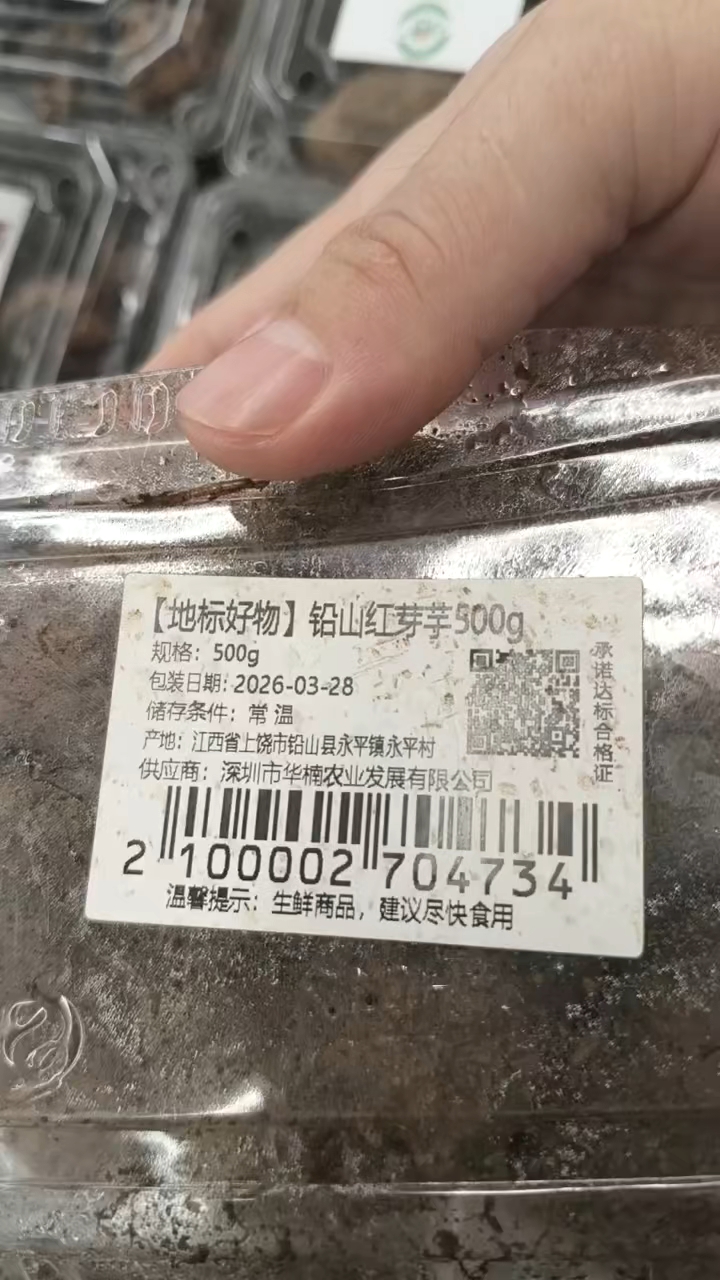 【地标好物】铅山红芽芋500g
规格：500g
包装日期：2026-03-28
储存条件：常温
产地：江西省上饶市铅山县永平镇永平村
供应商：深圳市华楠农业发展有限公司
承诺达标合格证
2 100002 704734
温馨提示：生鲜商品，建议尽快食用